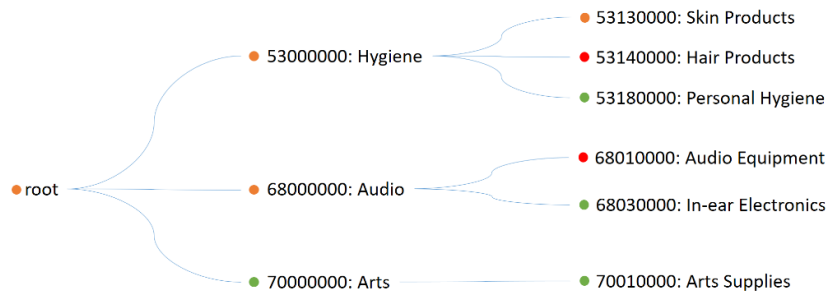 root
53000000: Hygiene
53130000: Skin Products
53140000: Hair Products
53180000: Personal Hygiene
68000000: Audio
68010000: Audio Equipment
68030000: In-ear Electronics
70000000: Arts
70010000: Arts Supplies